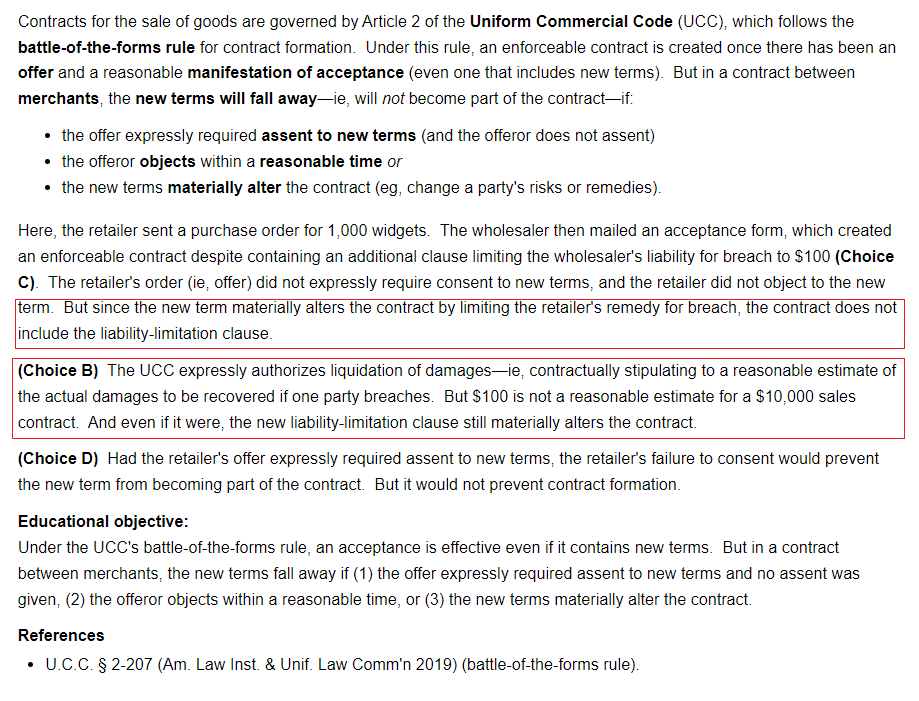 Contracts for the sale of goods are governed by Article 2 of the Uniform Commercial Code (UCC), which follows the
battle-of-the-forms rule for contract formation. Under this rule, an enforceable contract is created once there has been an
offer and a reasonable manifestation of acceptance (even one that includes new terms). But in a contract between
merchants, the new terms will fall away—ie, will not become part of the contract—if:
• the offer expressly required assent to new terms (and the offeror does not assent)
• the offeror objects within a reasonable time or
• the new terms materially alter the contract (eg, change a party's risks or remedies).
Here, the retailer sent a purchase order for 1,000 widgets. The wholesaler then mailed an acceptance form, which created
an enforceable contract despite containing an additional clause limiting the wholesaler's liability for breach to $100 (Choice
C). The retailer's order (ie, offer) did not expressly require consent to new terms, and the retailer did not object to the new
term. But since the new term materially alters the contract by limiting the retailer's remedy for breach, the contract does not
include the liability-limitation clause.
(Choice B) The UCC expressly authorizes liquidation of damages—ie, contractually stipulating to a reasonable estimate of
the actual damages to be recovered if one party breaches. But $100 is not a reasonable estimate for a $10,000 sales
contract. And even if it were, the new liability-limitation clause still materially alters the contract.
(Choice D) Had the retailer's offer expressly required assent to new terms, the retailer's failure to consent would prevent
the new term from becoming part of the contract. But it would not prevent contract formation.
Educational objective:
Under the UCC's battle-of-the-forms rule, an acceptance is effective even if it contains new terms. But in a contract
between merchants, the new terms fall away if (1) the offer expressly required assent to new terms and no assent was
given, (2) the offeror objects within a reasonable time, or (3) the new terms materially alter the contract.
References
• U.C.C. § 2-207 (Am. Law Inst. & Unif. Law Comm'n 2019) (battle-of-the-forms rule).